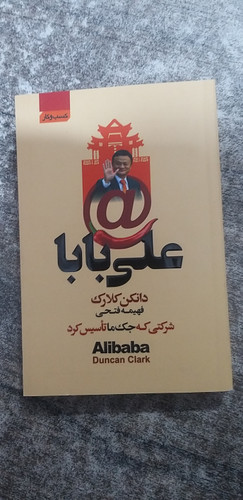 کسب و کار
@
علی بابا
دانکن کلارک
فهیمه فتحی
شرکتی که جک ما تأسیس کرد
Alibaba
Duncan Clark